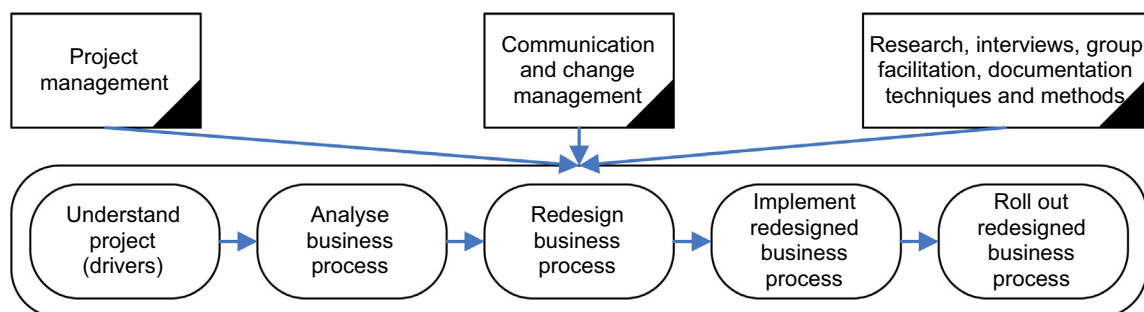 Project
management
Communication
and change
management
Research, interviews, group
facilitation, documentation
techniques and methods
Understand
project
(drivers)
Analyse
business
process
Redesign
business
process
Implement
redesigned
business
process
Roll out
redesigned
business
process